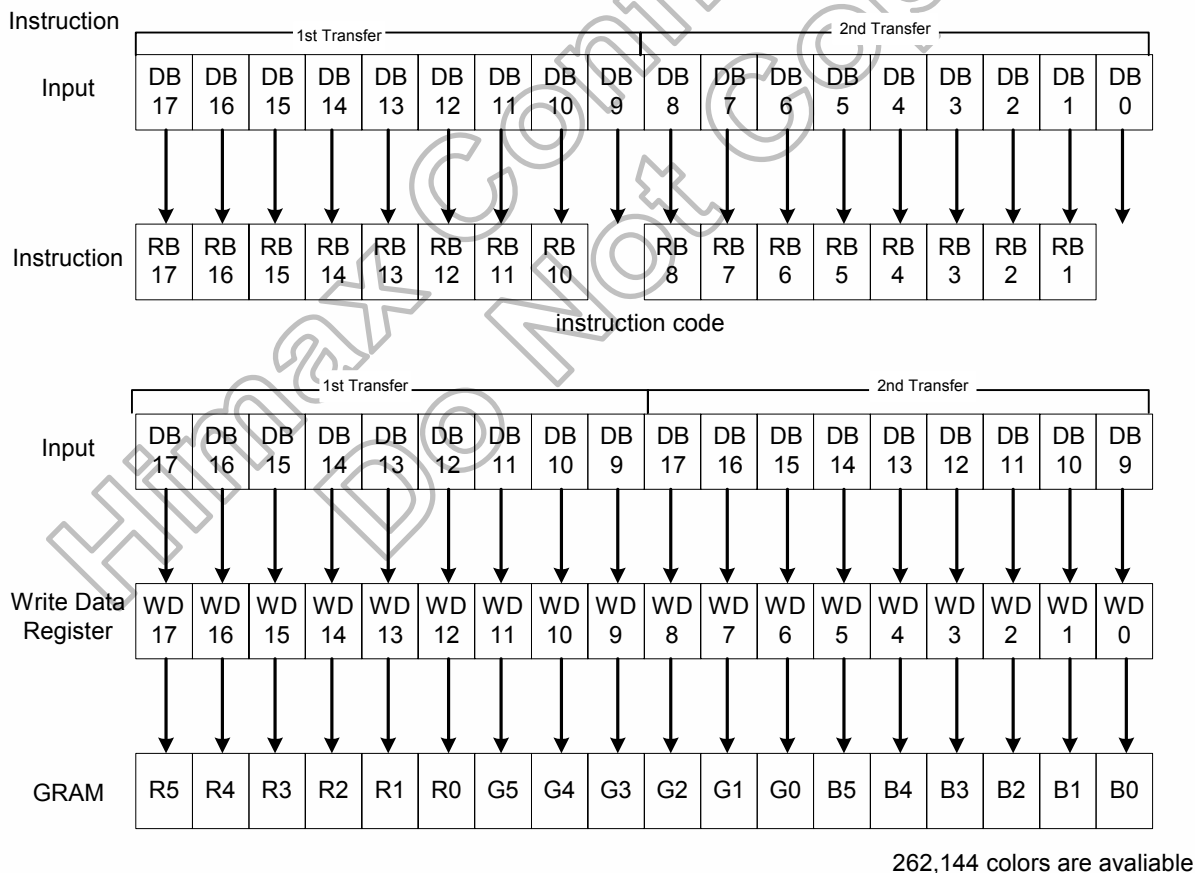 Instruction
1st Transfer 2nd Transfer
Input DB 17 DB 16 DB 15 DB 14 DB 13 DB 12 DB 11 DB 10 DB 9 DB 8 DB 7 DB 6 DB 5 DB 4 DB 3 DB 2 DB 1 DB 0
Instruction RB 17 RB 16 RB 15 RB 14 RB 13 RB 12 RB 11 RB 10 RB 8 RB 7 RB 6 RB 5 RB 4 RB 3 RB 2 RB 1
instruction code
1st Transfer 2nd Transfer
Input DB 17 DB 16 DB 15 DB 14 DB 13 DB 12 DB 11 DB 10 DB 9 DB 17 DB 16 DB 15 DB 14 DB 13 DB 12 DB 11 DB 10 DB 9
Write Data Register WD 17 WD 16 WD 15 WD 14 WD 13 WD 12 WD 11 WD 10 WD 9 WD 8 WD 7 WD 6 WD 5 WD 4 WD 3 WD 2 WD 1 WD 0
GRAM R5 R4 R3 R2 R1 R0 G5 G4 G3 G2 G1 G0 B5 B4 B3 B2 B1 B0
262,144 colors are avaliable
Himax
Do Not